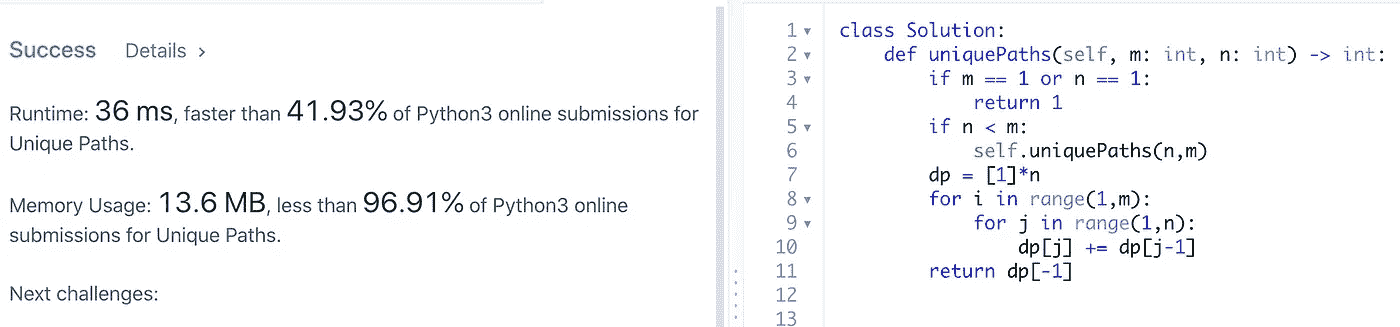 Success Details >
Runtime: 36 ms, faster than 41.93% of Python3 online submissions for
Unique Paths.
Memory Usage: 13.6 MB, less than 96.91% of Python3 online
submissions for Unique Paths.
Next challenges:
1 class Solution:
2     def uniquePaths(self, m: int, n: int) -> int:
3         if m == 1 or n == 1:
4             return 1
5         if n < m:
6             self.uniquePaths(n,m)
7         dp = [1]*n
8         for i in range(1,m):
9             for j in range(1,n):
10                 dp[j] += dp[j-1]
11         return dp[-1]
12
13